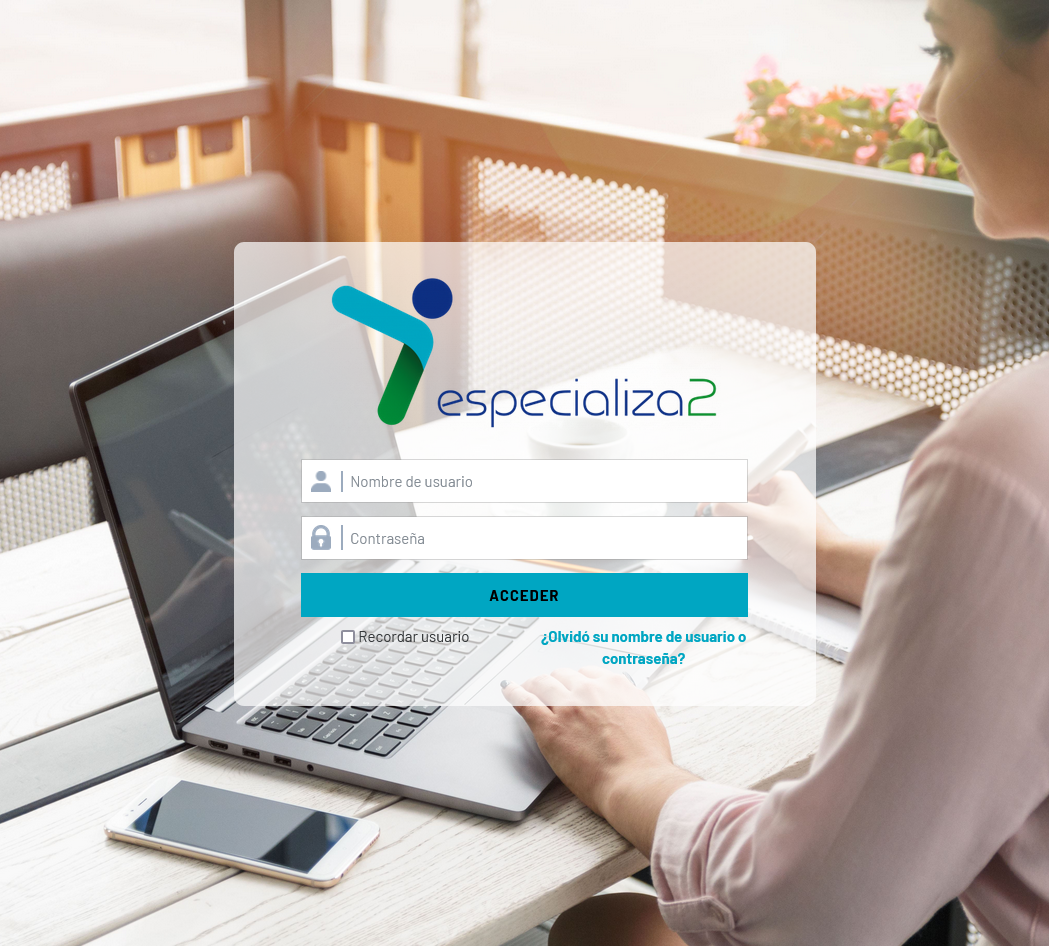 especializa2
Nombre de usuario
Contraseña
ACCEDER
Recordar usuario
¿Olvidó su nombre de usuario o
contraseña?